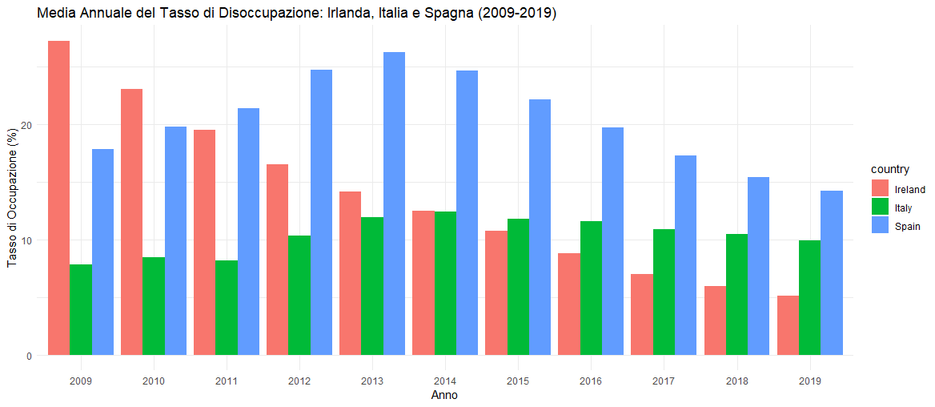 Media Annuale del Tasso di Disoccupazione: Irlanda, Italia e Spagna (2009-2019)
Tasso di Occupazione (%)
20
10
0
2009 2010 2011 2012 2013 2014 2015 2016 2017 2018 2019
Anno
country
Ireland
Italy
Spain